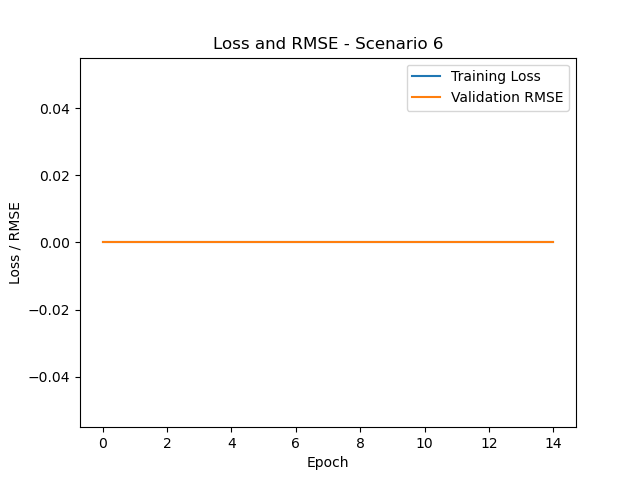 Loss and RMSE - Scenario 6
Training Loss
Validation RMSE
Loss / RMSE
0.04
0.02
0.00
−0.02
−0.04
0 2 4 6 8 10 12 14
Epoch